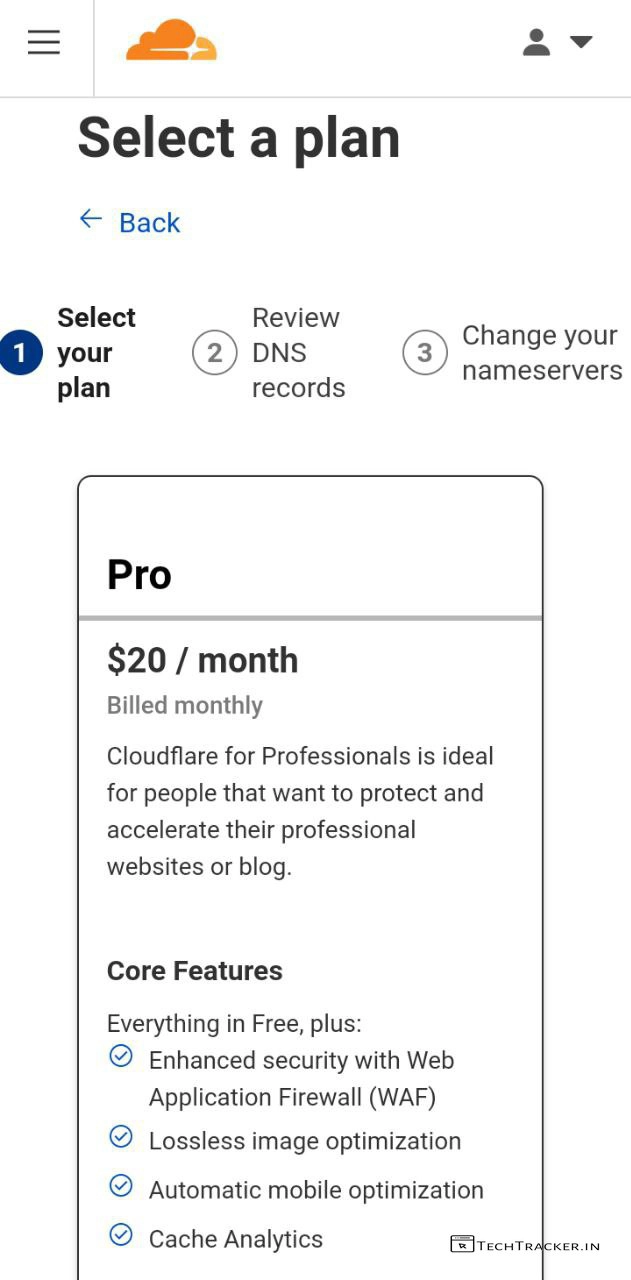 Select a plan
Back
1
Select
your
plan
2
Review
DNS
records
3
Change your
nameservers
Pro
$20 / month
Billed monthly
Cloudflare for Professionals is ideal
for people that want to protect and
accelerate their professional
websites or blog.
Core Features
Everything in Free, plus:
Enhanced security with Web
Application Firewall (WAF)
Lossless image optimization
Automatic mobile optimization
Cache Analytics
TECHTRACKER.IN